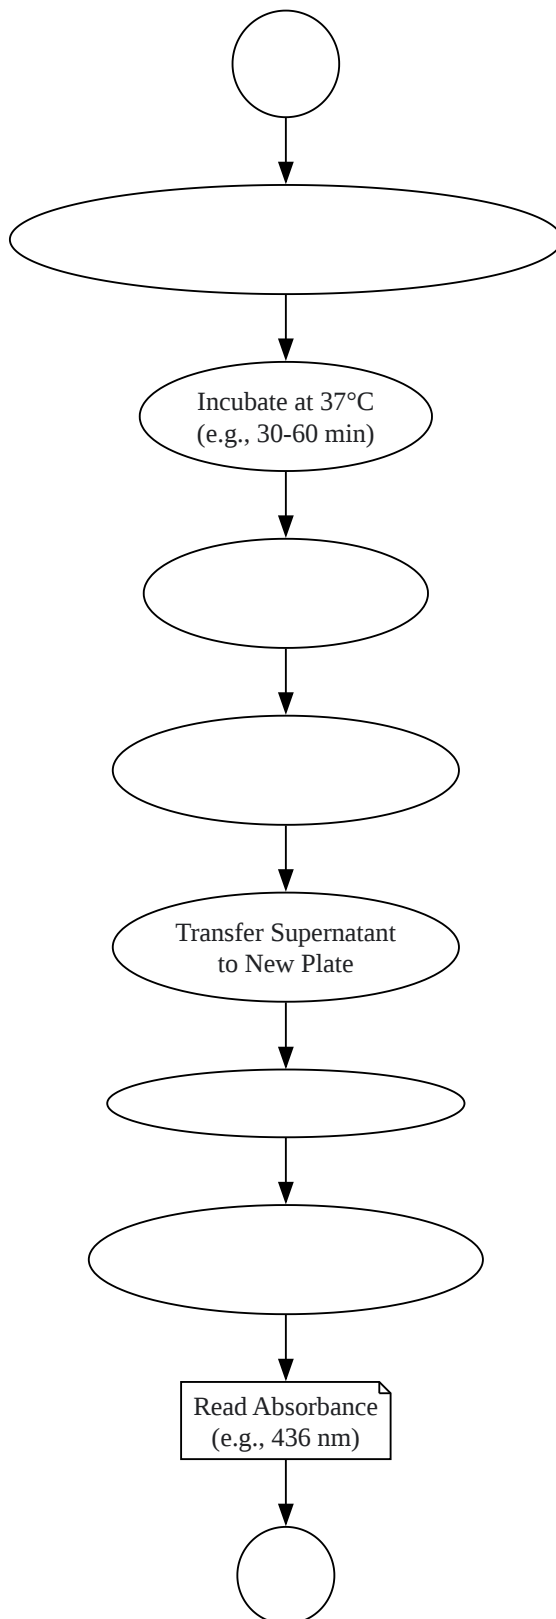 Incubate at 37°C
(e.g., 30-60 min)
Transfer Supernatant
to New Plate
Read Absorbance
(e.g., 436 nm)